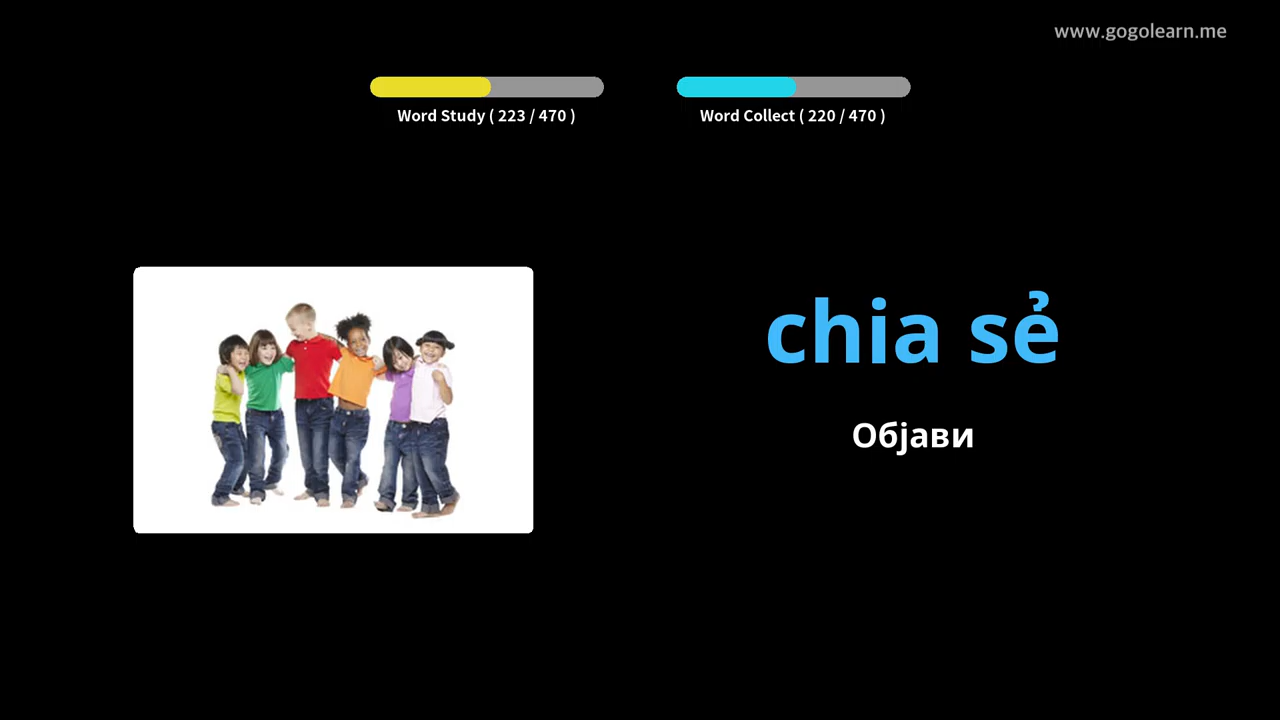 www.gogolearn.me
Word Study ( 223 / 470 )
Word Collect ( 220 / 470 )
chia sẻ
Објави